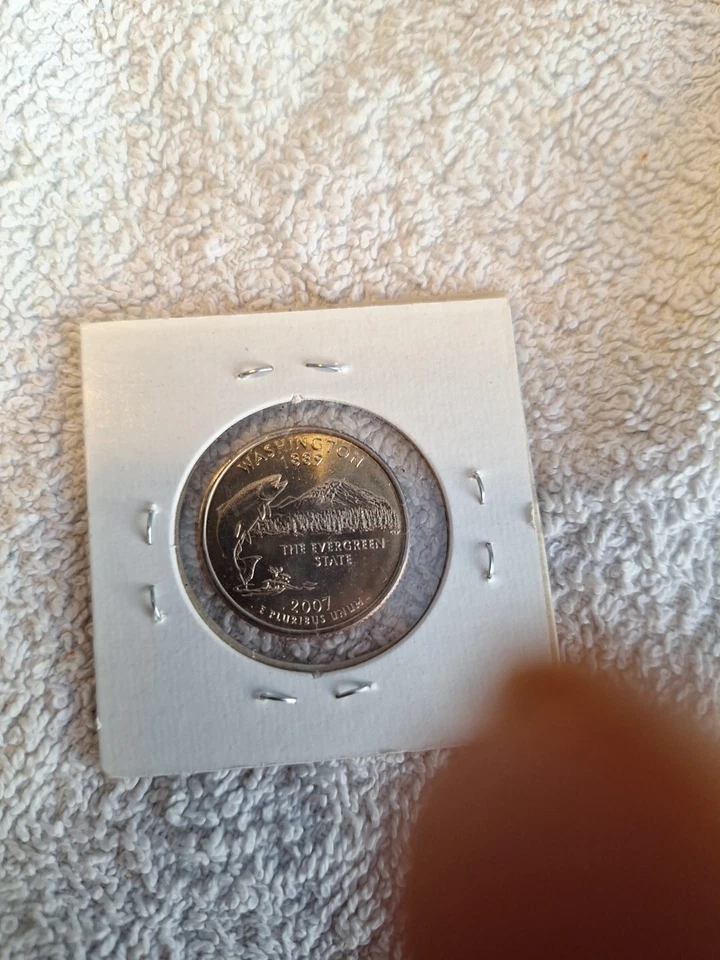 WASHINGTON
1889
THE EVERGREEN
STATE
2007
E PLURIBUS UNUM